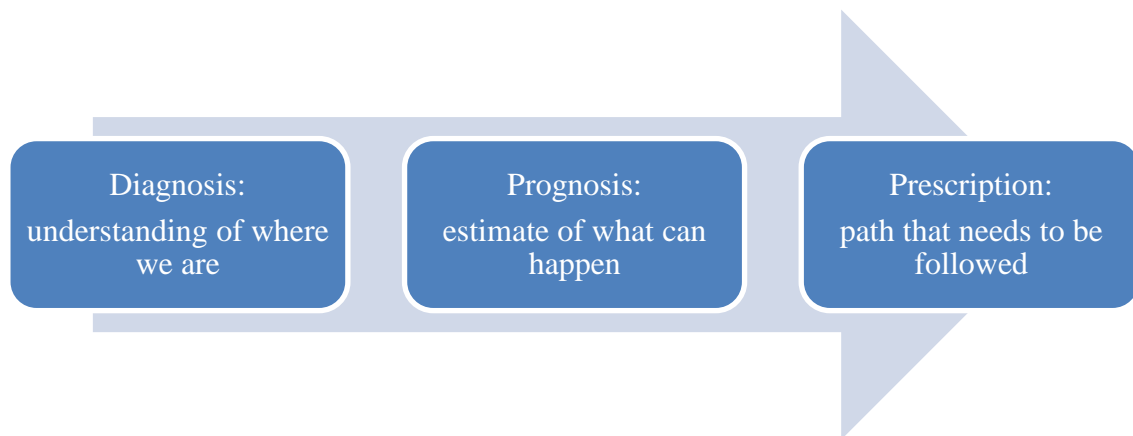 Diagnosis:
understanding of where
we are
Prognosis:
estimate of what can
happen
Prescription:
path that needs to be
followed